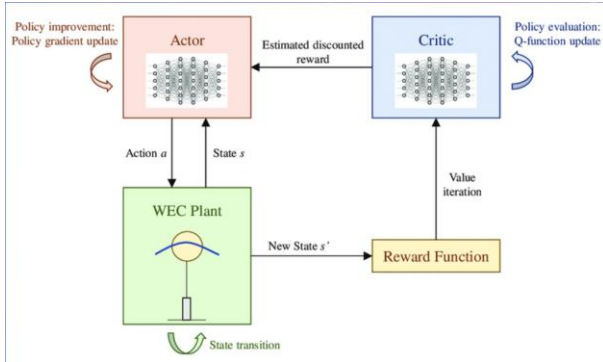 Policy improvement:
Policy gradient update
Actor
Estimated discounted
reward
Critic
Policy evaluation:
Q-function update
Action a
State s
WEC Plant
New State s'
Value
iteration
Reward Function
State transition